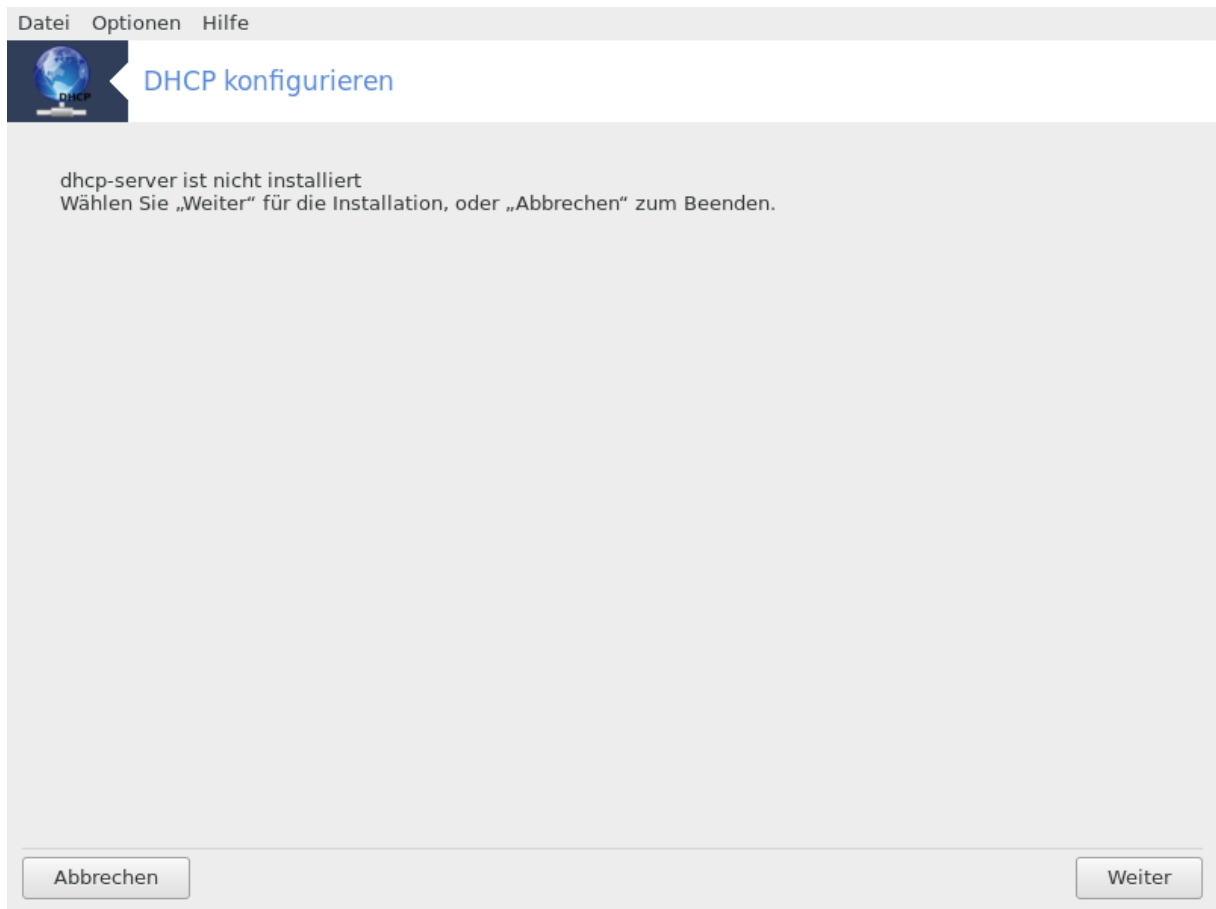 Datei Optionen Hilfe
DHCP
DHCP konfigurieren
dhcp-server ist nicht installiert
Wählen Sie „Weiter“ für die Installation, oder „Abbrechen“ zum Beenden.
Abbrechen Weiter